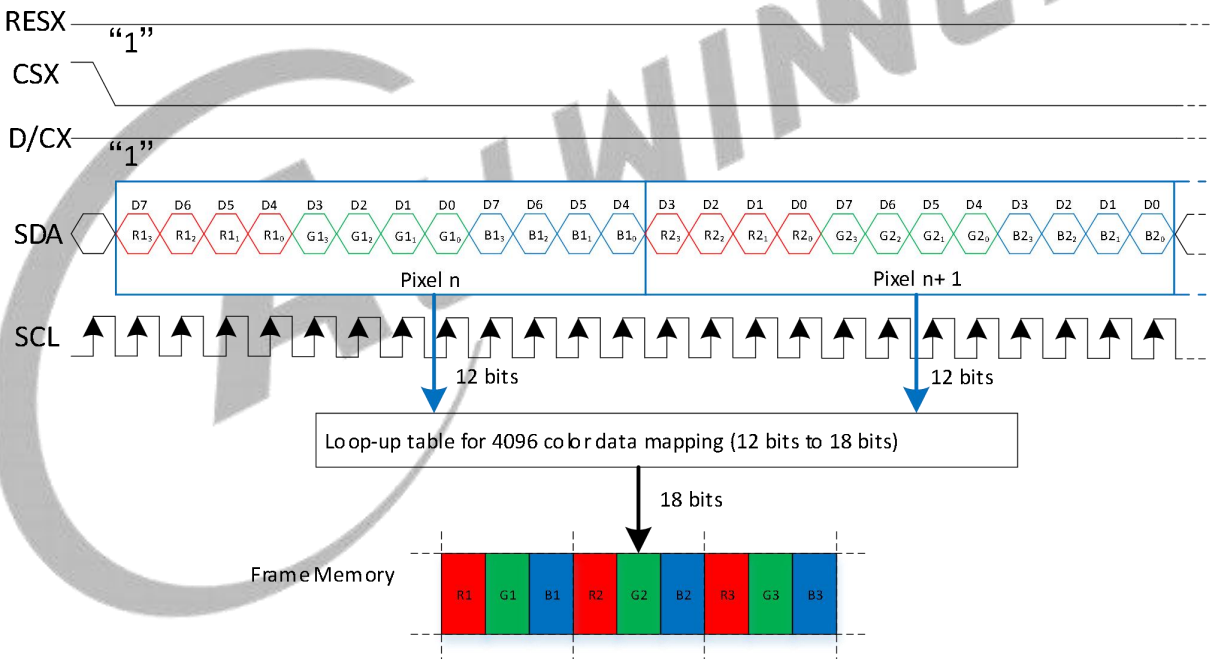 RESX
“1”
CSX
D/CX
“1”
D7 D6 D5 D4 D3 D2 D1 D0 D7 D6 D5 D4 D3 D2 D1 D0 D7 D6 D5 D4 D3 D2 D1 D0
SDA R1₃ R1₂ R1₁ R1₀ G1₃ G1₂ G1₁ G1₀ B1₃ B1₂ B1₁ B1₀ R2₃ R2₂ R2₁ R2₀ G2₃ G2₂ G2₁ G2₀ B2₃ B2₂ B2₁ B2₀
Pixel n Pixel n+ 1
SCL
12 bits 12 bits
Loop-up table for 4096 color data mapping (12 bits to 18 bits)
18 bits
Frame Memory R1 G1 B1 R2 G2 B2 R3 G3 B3